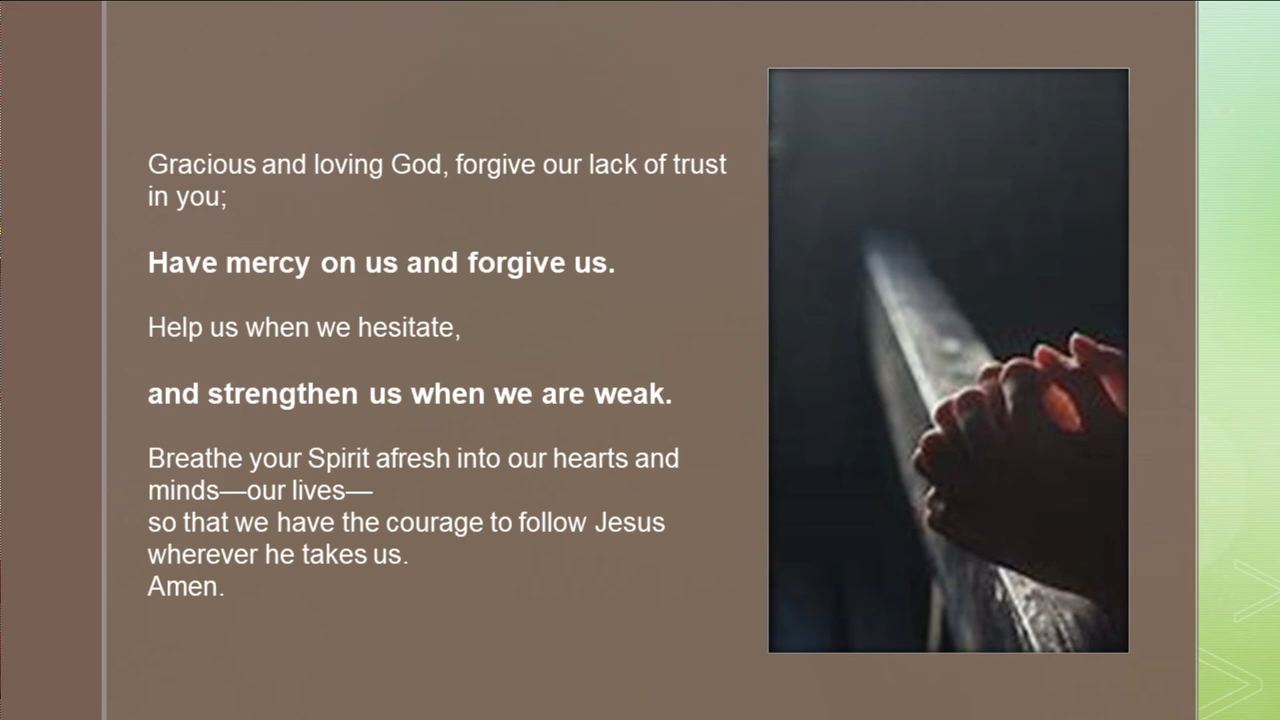 Gracious and loving God, forgive our lack of trust
in you;
Have mercy on us and forgive us.
Help us when we hesitate,
and strengthen us when we are weak.
Breathe your Spirit afresh into our hearts and
minds—our lives—
so that we have the courage to follow Jesus
wherever he takes us.
Amen.